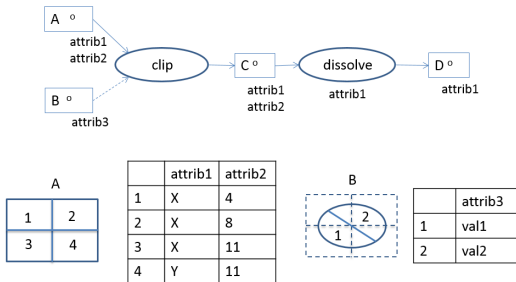 A o
attrib1
attrib2
clip
C o
attrib1
attrib2
dissolve
attrib1
D o
attrib1
B o
attrib3
A
1 2
3 4
attrib1 attrib2
1 X 4
2 X 8
3 X 11
4 Y 11
B
2
1
attrib3
1 val1
2 val2